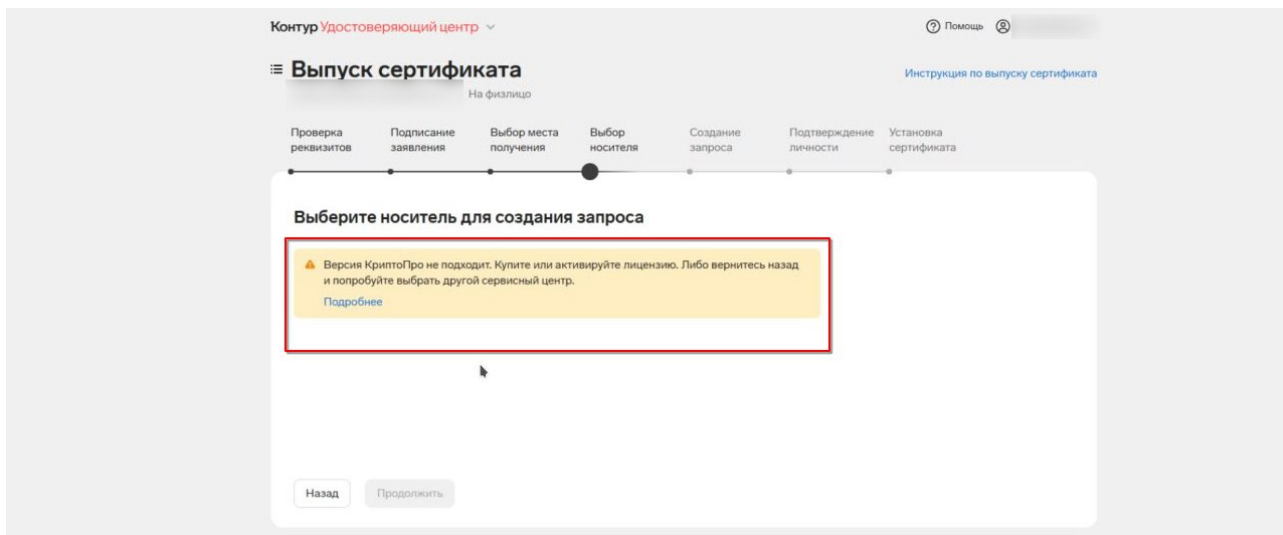 Контур Удостоверяющий центр
Помощь
Выпуск сертификата
Инструкция по выпуску сертификата
На физлицо
Проверка реквизитов
Подписание заявления
Выбор места получения
Выбор носителя
Создание запроса
Подтверждение личности
Установка сертификата
Выберите носитель для создания запроса
Версия КриптоПро не подходит. Купите или активируйте лицензию. Либо вернитесь назад
и попробуйте выбрать другой сервисный центр.
Подробнее
Назад
Продолжить